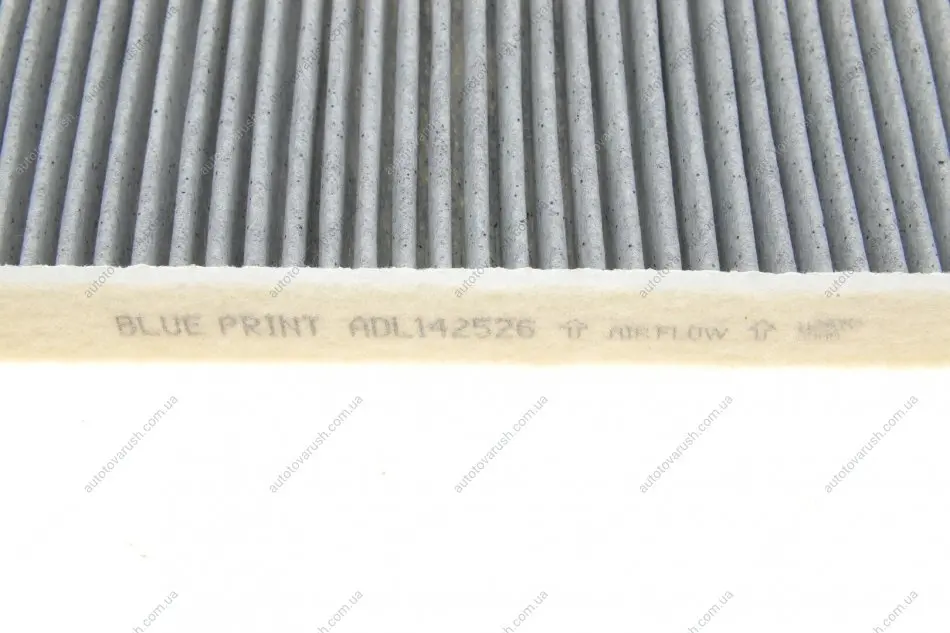 BLUE PRINT ADL142526 ⇧ AIR FLOW ⇧
autotovarush.com.ua